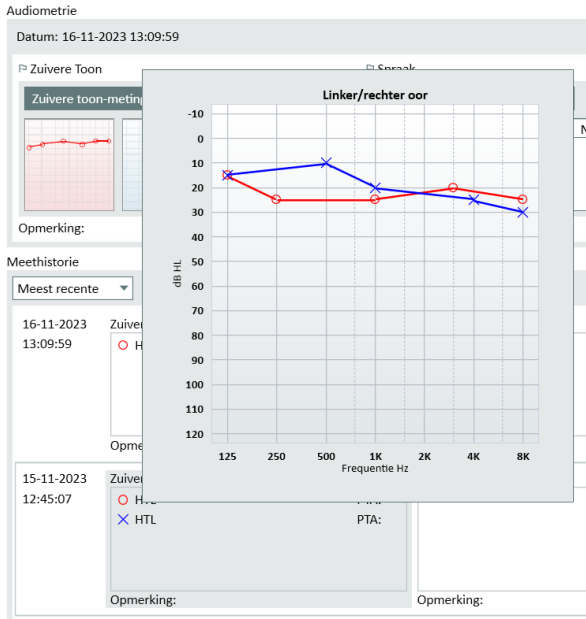 Audiometrie
Datum: 16-11-2023 13:09:59
Zuivere Toon
Spraak
Zuivere toon-meting
Linker/rechter oor
-10
0
10
20
30
40
50
60
70
80
90
100
110
120
dB HL
125 250 500 1K 2K 4K 8K
Frequentie Hz
Opmerking:
Meethistorie
Meest recente
16-11-2023
13:09:59
15-11-2023
12:45:07
HTL
HTL PTA:
Opmerking: Opmerking: